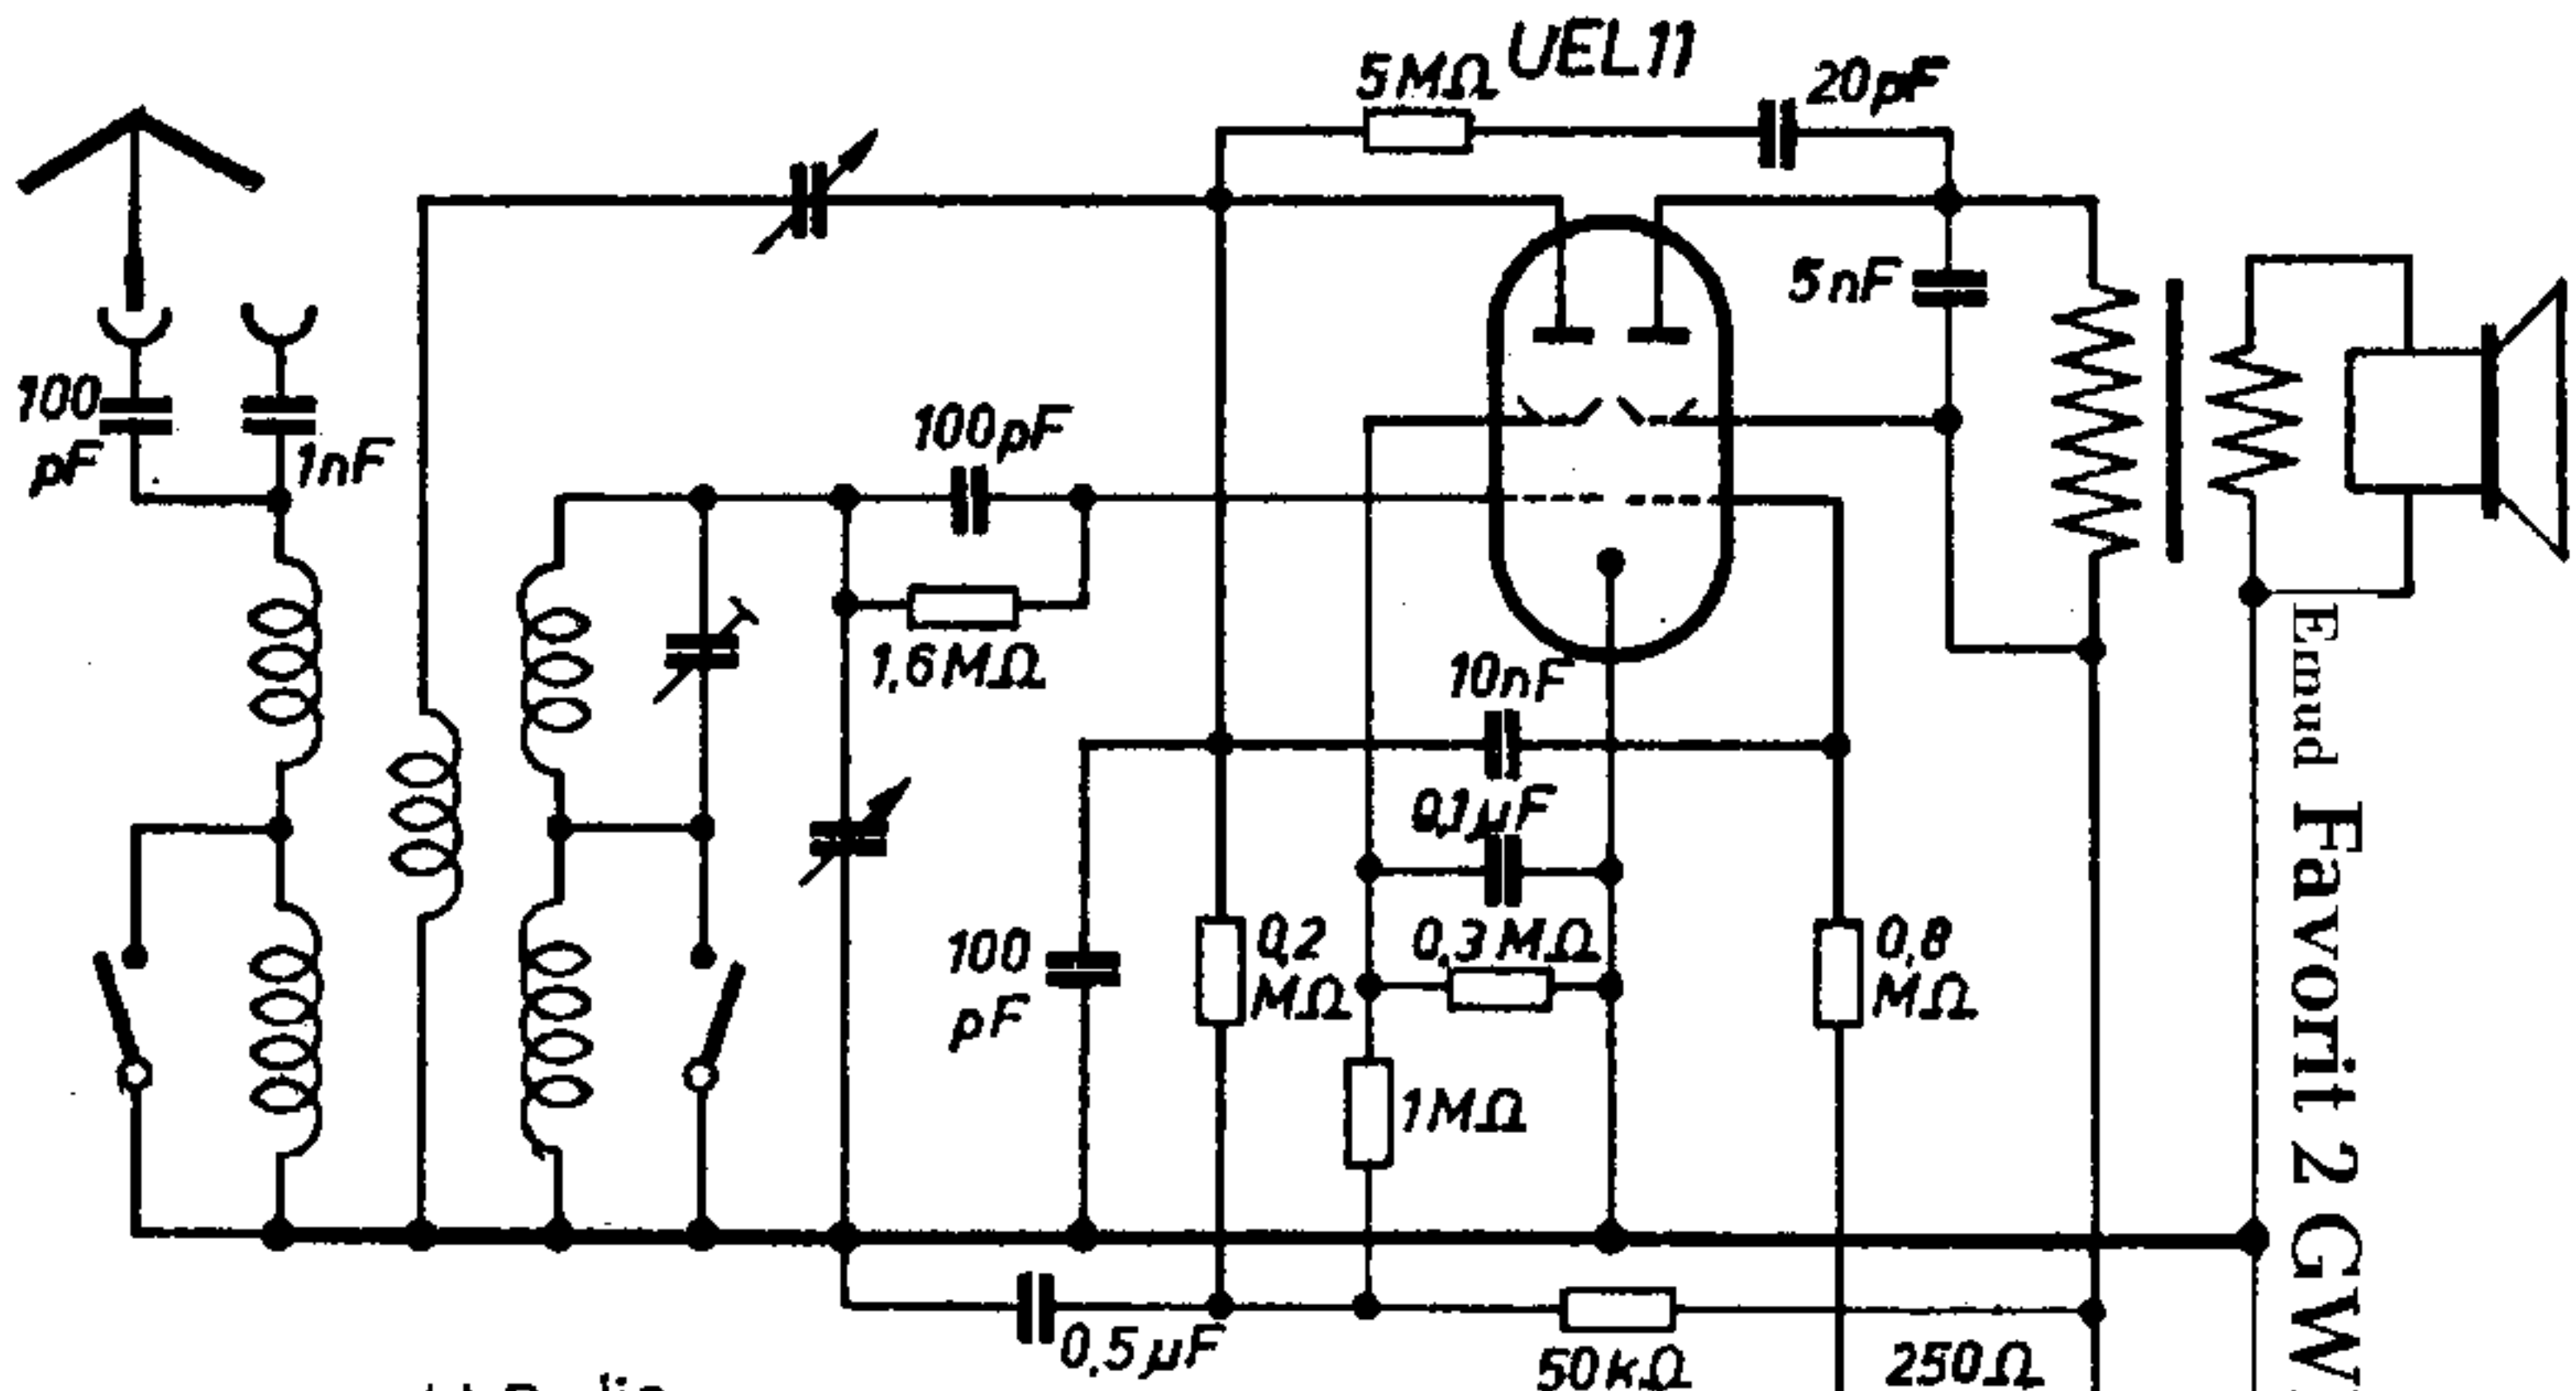 UEL11
5MΩ
20pF
5nF
100
pF
1nF
100pF
1,6MΩ
10nF
0,1µF
100
pF
0,2
MΩ
0,3MΩ
0,8
MΩ
1MΩ
0,5µF
50kΩ
250Ω
Emud Favorit 2 GW